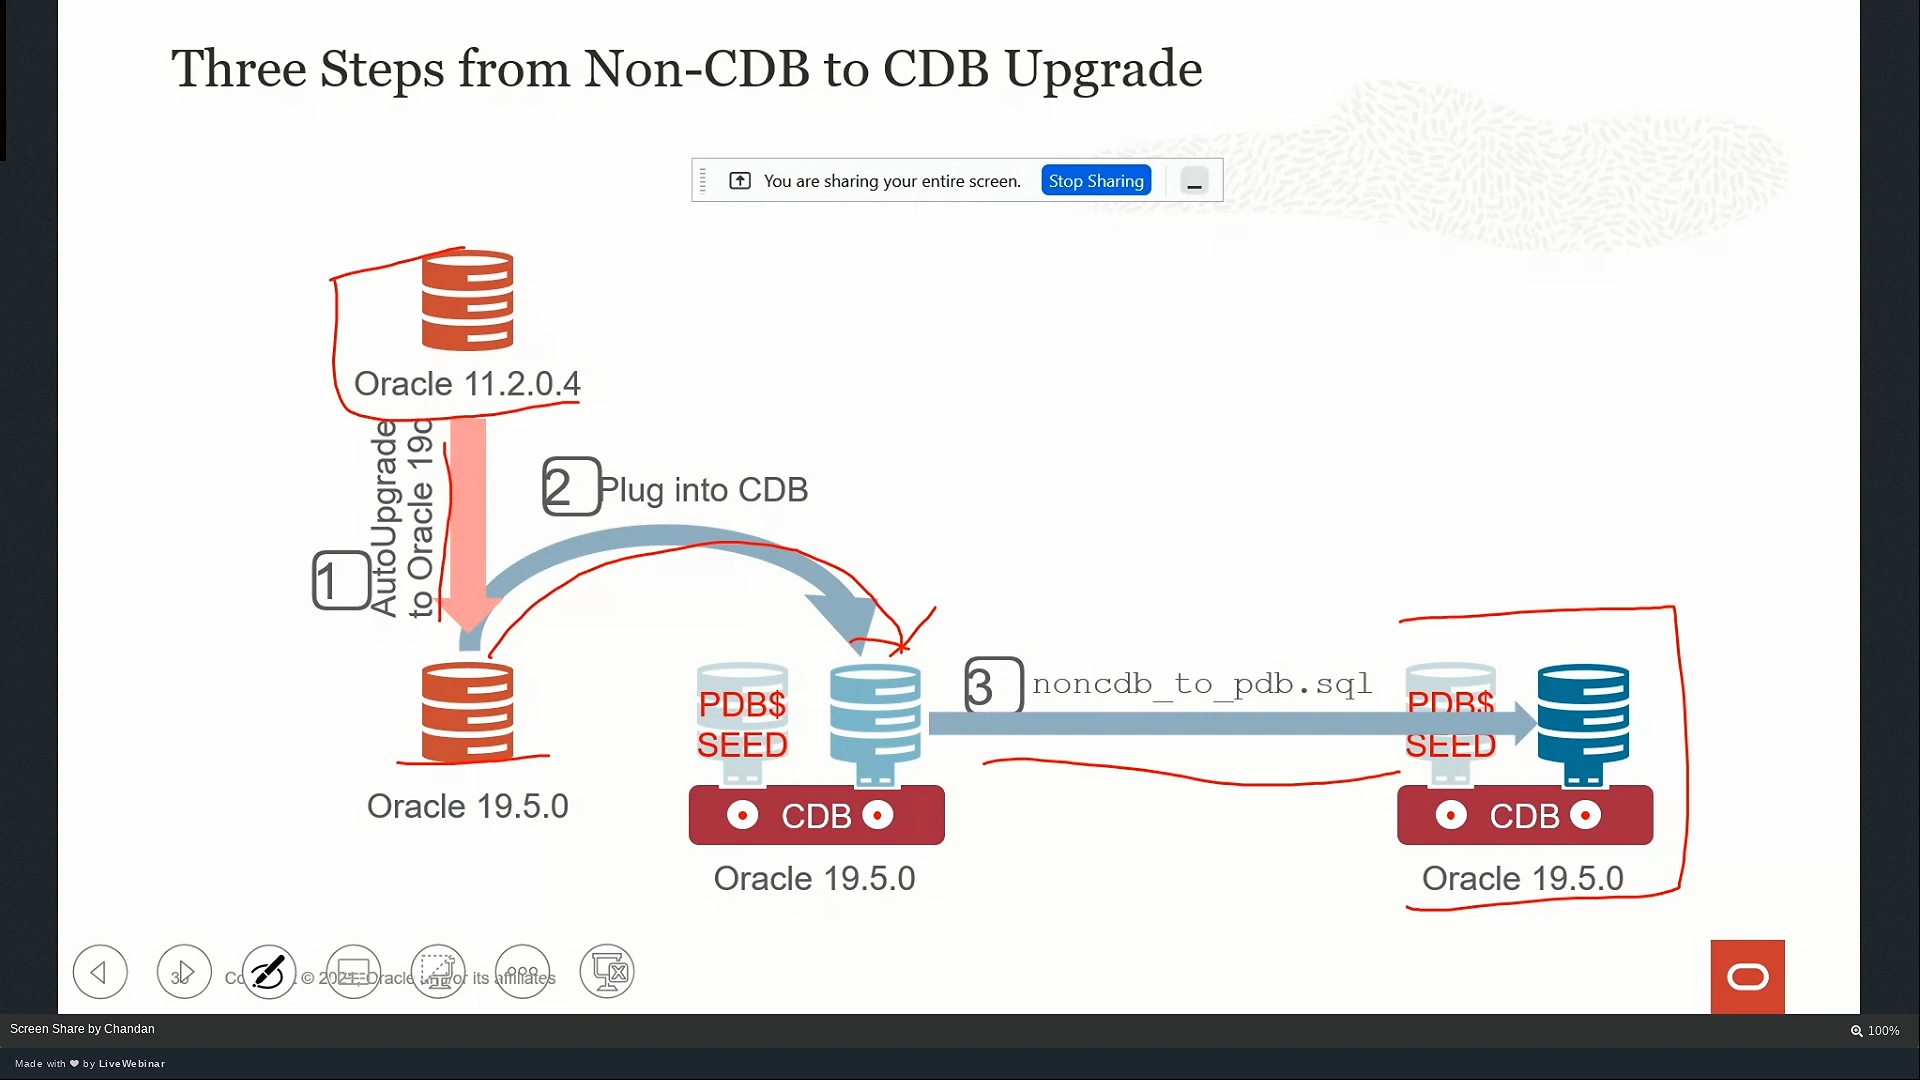 Three Steps from Non-CDB to CDB Upgrade
You are sharing your entire screen.
Stop Sharing
Oracle 11.2.0.4
1
AutoUpgrade
to Oracle 19c
2
Plug into CDB
Oracle 19.5.0
PDB$
SEED
CDB
Oracle 19.5.0
3
noncdb_to_pdb.sql
PDB$
SEED
CDB
Oracle 19.5.0
© 2021, Oracle and/or its affiliates
Screen Share by Chandan
100%
Made with ❤ by LiveWebinar